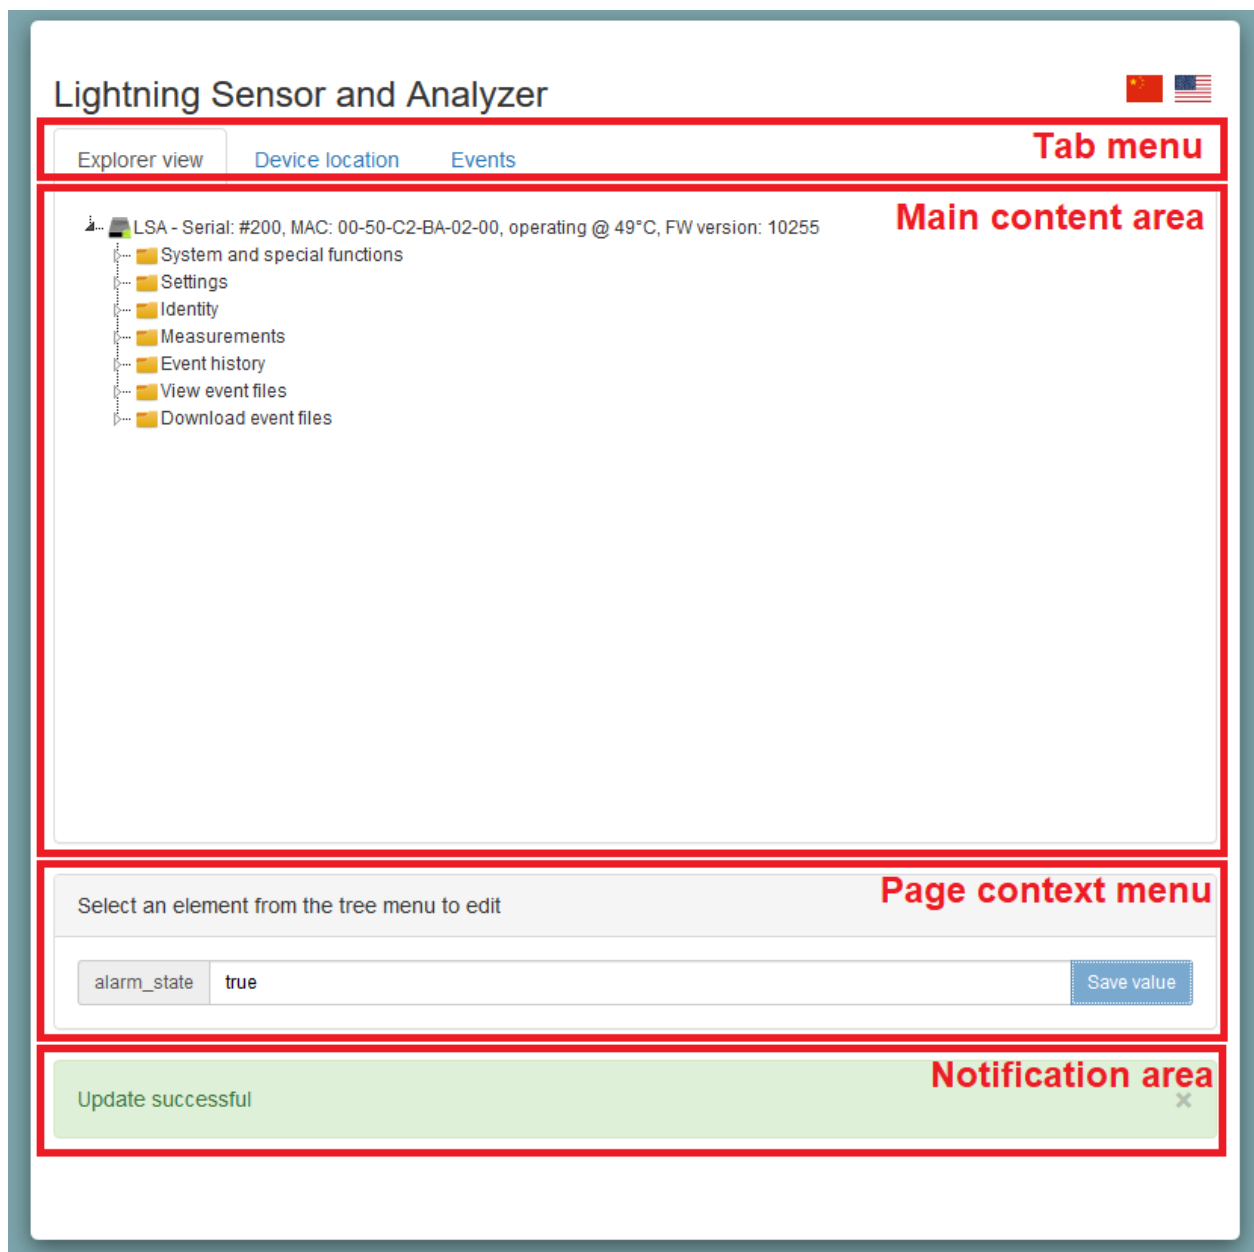 Lightning Sensor and Analyzer
Tab menu
Explorer view Device location Events
Main content area
LSA - Serial: #200, MAC: 00-50-C2-BA-02-00, operating @ 49°C, FW version: 10255
System and special functions
Settings
Identity
Measurements
Event history
View event files
Download event files
Page context menu
Select an element from the tree menu to edit
alarm_state true Save value
Notification area
Update successful ×